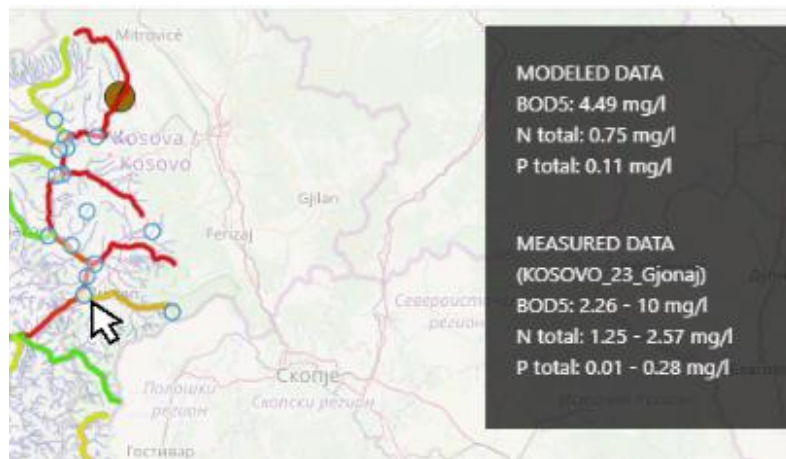 Mitrovicë
Kosova /
Kosovo
Gjilan
Ferizaj
Североисточен
регион
Скопје
Скопски регион
Полошки
регион
Гостивар
MODELED DATA
BOD5: 4.49 mg/l
N total: 0.75 mg/l
P total: 0.11 mg/l
MEASURED DATA
(KOSOVO_23_Gjonaj)
BOD5: 2.26 - 10 mg/l
N total: 1.25 - 2.57 mg/l
P total: 0.01 - 0.28 mg/l